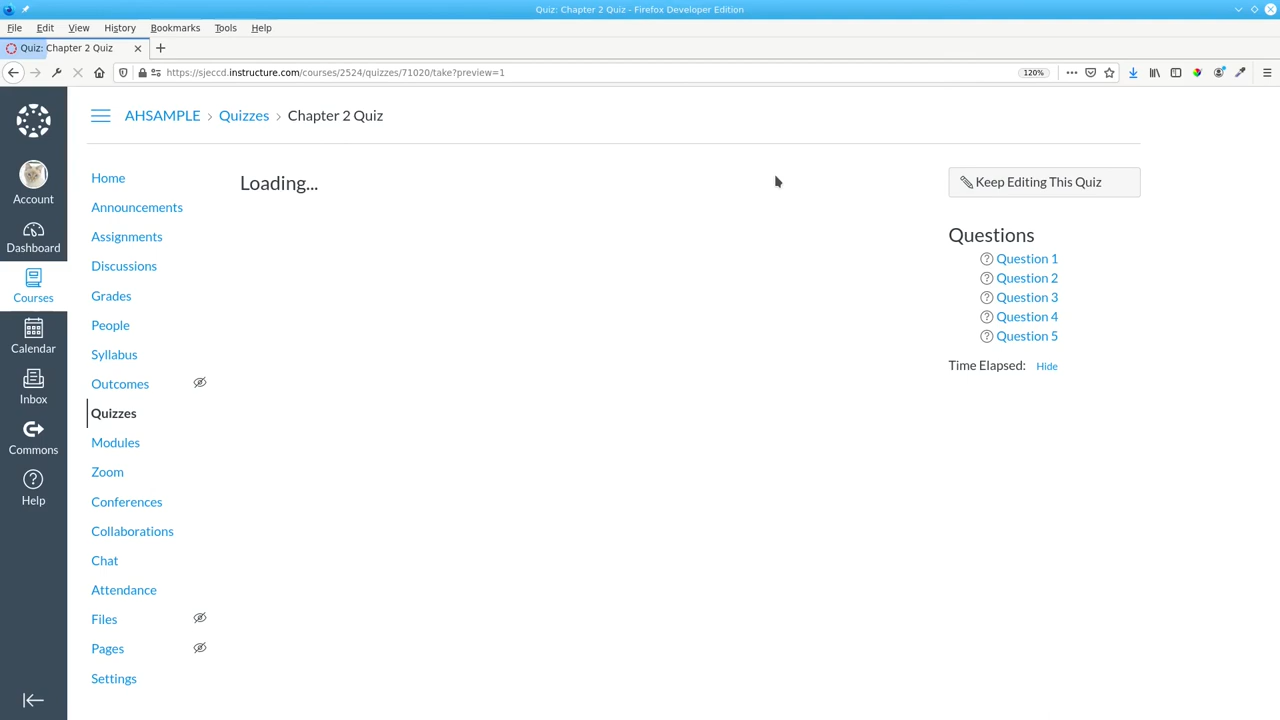 Quiz: Chapter 2 Quiz - Firefox Developer Edition
File Edit View History Bookmarks Tools Help
Quiz: Chapter 2 Quiz
https://sjeccd.instructure.com/courses/2524/quizzes/71020/take?preview=1
120%
Account
Dashboard
Courses
Calendar
Inbox
Commons
Help
AHSAMPLE › Quizzes › Chapter 2 Quiz
Home
Announcements
Assignments
Discussions
Grades
People
Syllabus
Outcomes
Quizzes
Modules
Zoom
Conferences
Collaborations
Chat
Attendance
Files
Pages
Settings
Loading...
Keep Editing This Quiz
Questions
Question 1
Question 2
Question 3
Question 4
Question 5
Time Elapsed: Hide